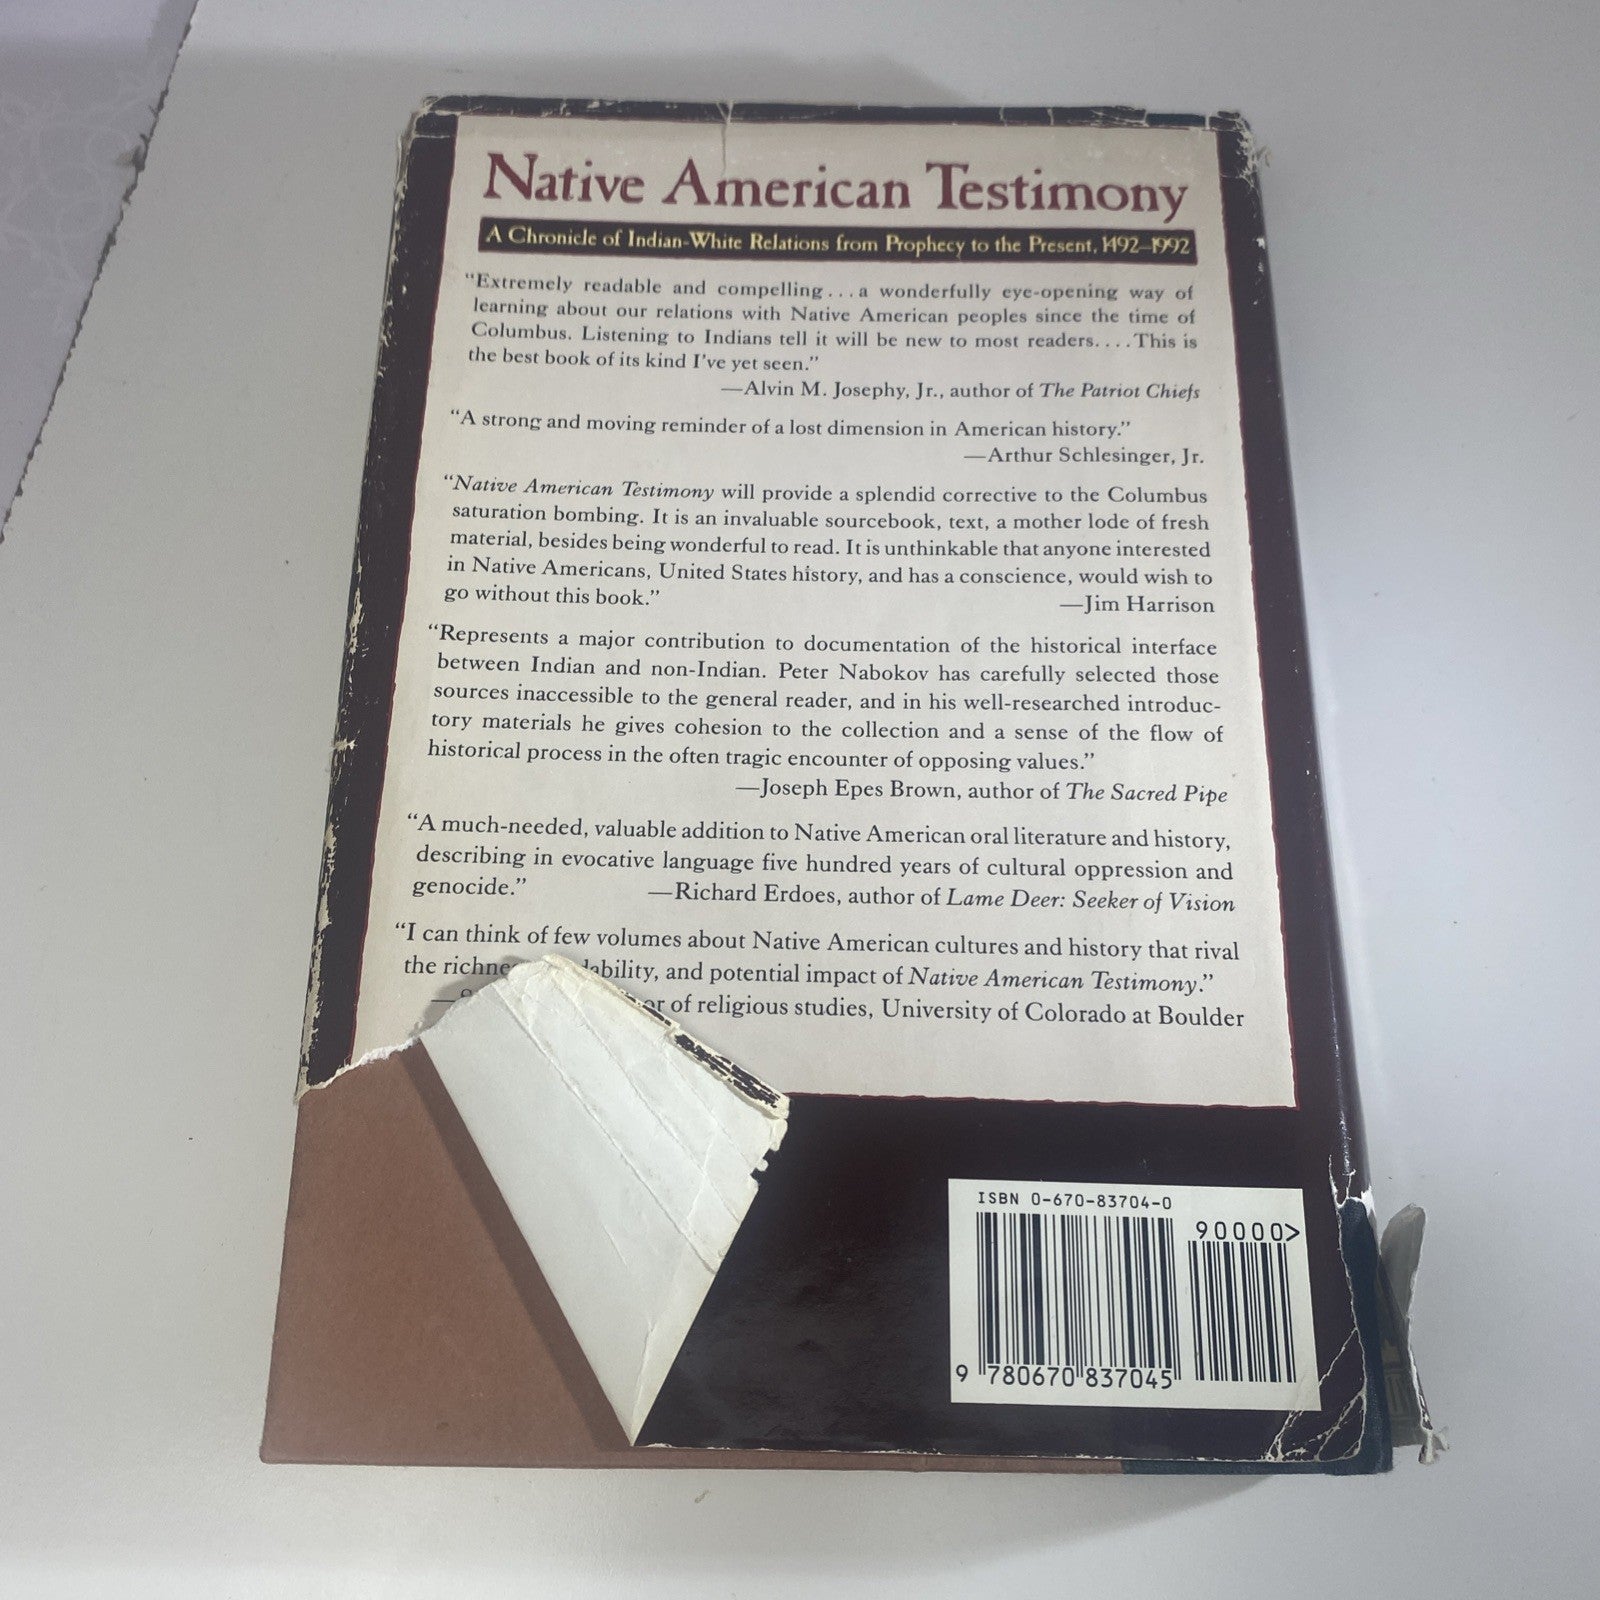 Native American Testimony
A Chronicle of Indian-White Relations from Prophecy to the Present, 1492–1992
“Extremely readable and compelling...a wonderfully eye-opening way of
learning about our relations with Native American peoples since the time of
Columbus. Listening to Indians tell it will be new to most readers....This is
the best book of its kind I've yet seen.”
—Alvin M. Josephy, Jr., author of The Patriot Chiefs
“A strong and moving reminder of a lost dimension in American history.”
—Arthur Schlesinger, Jr.
“Native American Testimony will provide a splendid corrective to the Columbus
saturation bombing. It is an invaluable sourcebook, text, a mother lode of fresh
material, besides being wonderful to read. It is unthinkable that anyone interested
in Native Americans, United States history, and has a conscience, would wish to
go without this book.” —Jim Harrison
“Represents a major contribution to documentation of the historical interface
between Indian and non-Indian. Peter Nabokov has carefully selected those
sources inaccessible to the general reader, and in his well-researched introduc-
tory materials he gives cohesion to the collection and a sense of the flow of
historical process in the often tragic encounter of opposing values.”
—Joseph Epes Brown, author of The Sacred Pipe
“A much-needed, valuable addition to Native American oral literature and history,
describing in evocative language five hundred years of cultural oppression and
genocide.” —Richard Erdoes, author of Lame Deer: Seeker of Vision
“I can think of few volumes about Native American cultures and history that rival
the and potential impact of Native American Testimony.”
of religious studies, University of Colorado at Boulder
ISBN 0-670-83704-0
90000>
9 780670 837045